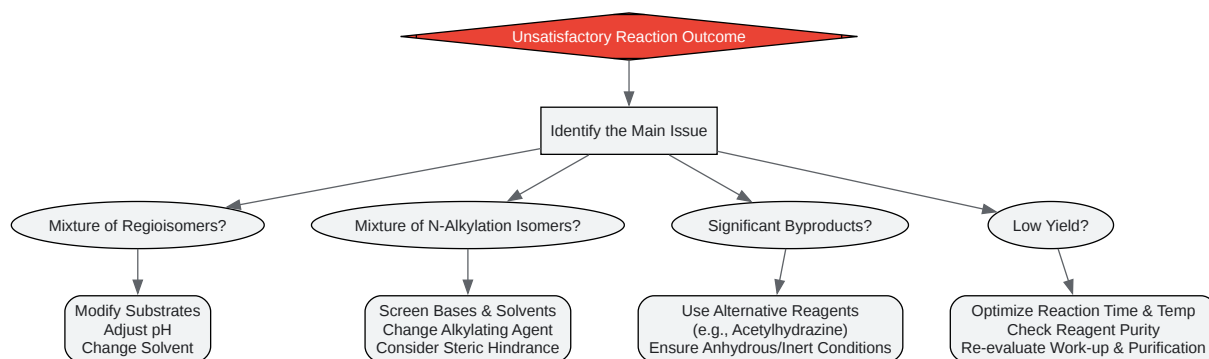 Unsatisfactory Reaction Outcome
Identify the Main Issue
Mixture of Regioisomers?
Mixture of N-Alkylation Isomers?
Significant Byproducts?
Low Yield?
Modify Substrates
Adjust pH
Change Solvent
Screen Bases & Solvents
Change Alkylating Agent
Consider Steric Hindrance
Use Alternative Reagents
(e.g., Acetylhydrazine)
Ensure Anhydrous/Inert Conditions
Optimize Reaction Time & Temp
Check Reagent Purity
Re-evaluate Work-up & Purification